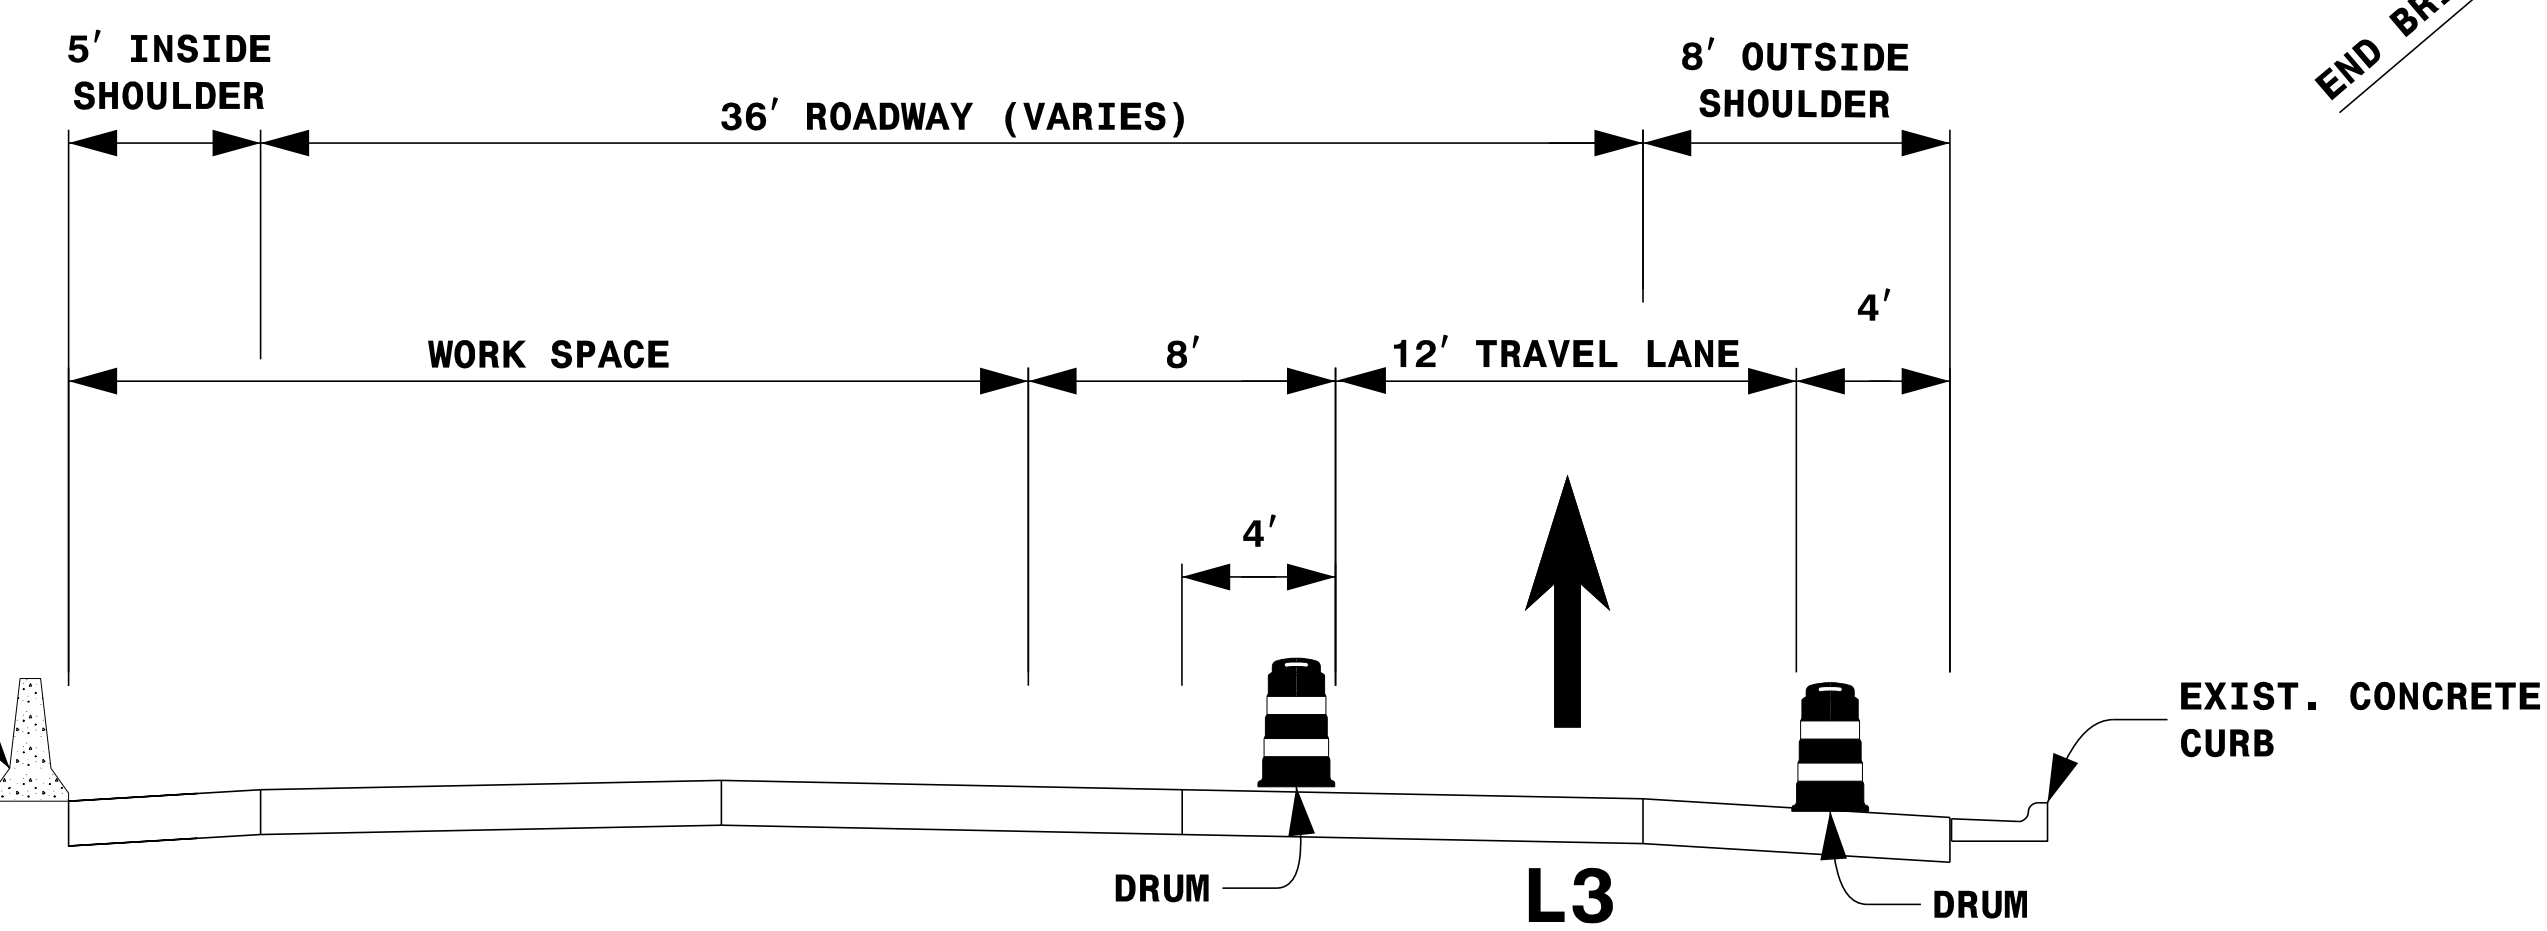 5' INSIDE
SHOULDER
36' ROADWAY (VARIES)
8' OUTSIDE
SHOULDER
END
WORK SPACE
8'
12' TRAVEL LANE
4'
4'
EXIST. CONCRETE
CURB
DRUM
L3
DRUM